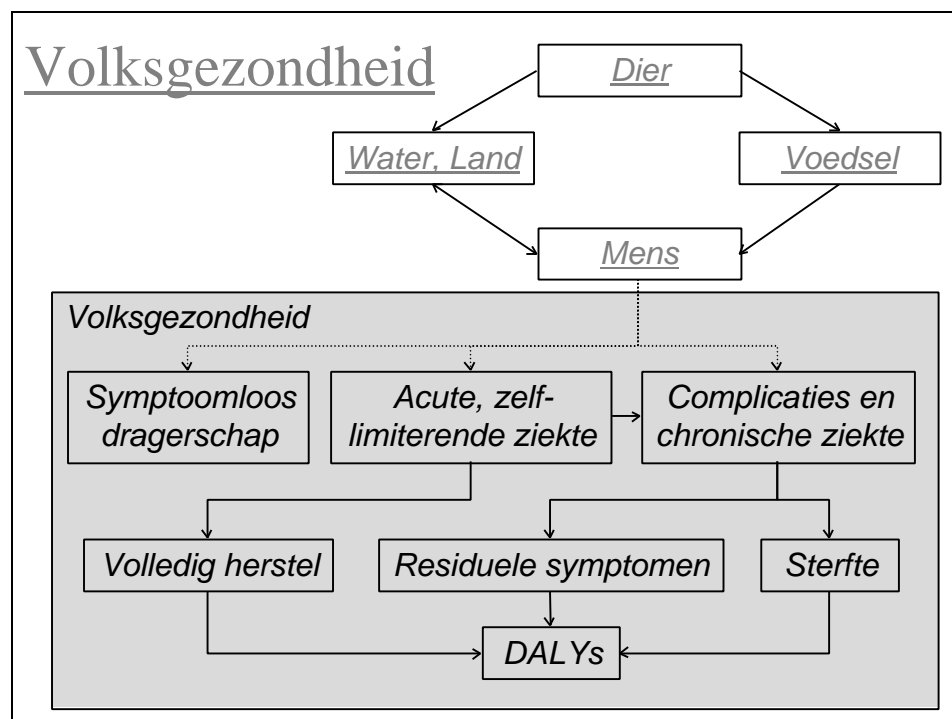 Volksgezondheid
Dier
Water, Land
Voedsel
Mens
Volksgezondheid
Symptoomloos
dragerschap
Acute, zelf-
limiterende ziekte
Complicaties en
chronische ziekte
Volledig herstel
Residuele symptomen
Sterfte
DALYs